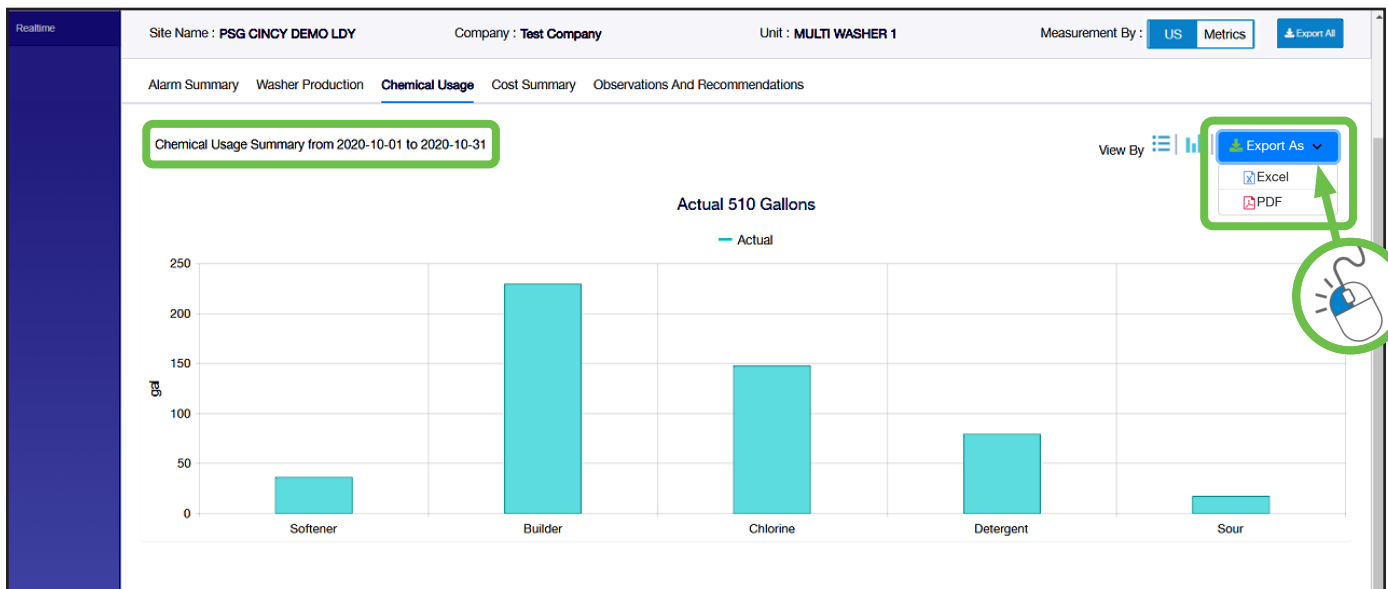 Realtime
Site Name : PSG CINCY DEMO LDY Company : Test Company Unit : MULTI WASHER 1 Measurement By : US Metrics Export All
Alarm Summary Washer Production Chemical Usage Cost Summary Observations And Recommendations
Chemical Usage Summary from 2020-10-01 to 2020-10-31
View By Export As
Excel
PDF
Actual 510 Gallons
Actual
250
200
150
100
50
0
gal
Softener Builder Chlorine Detergent Sour